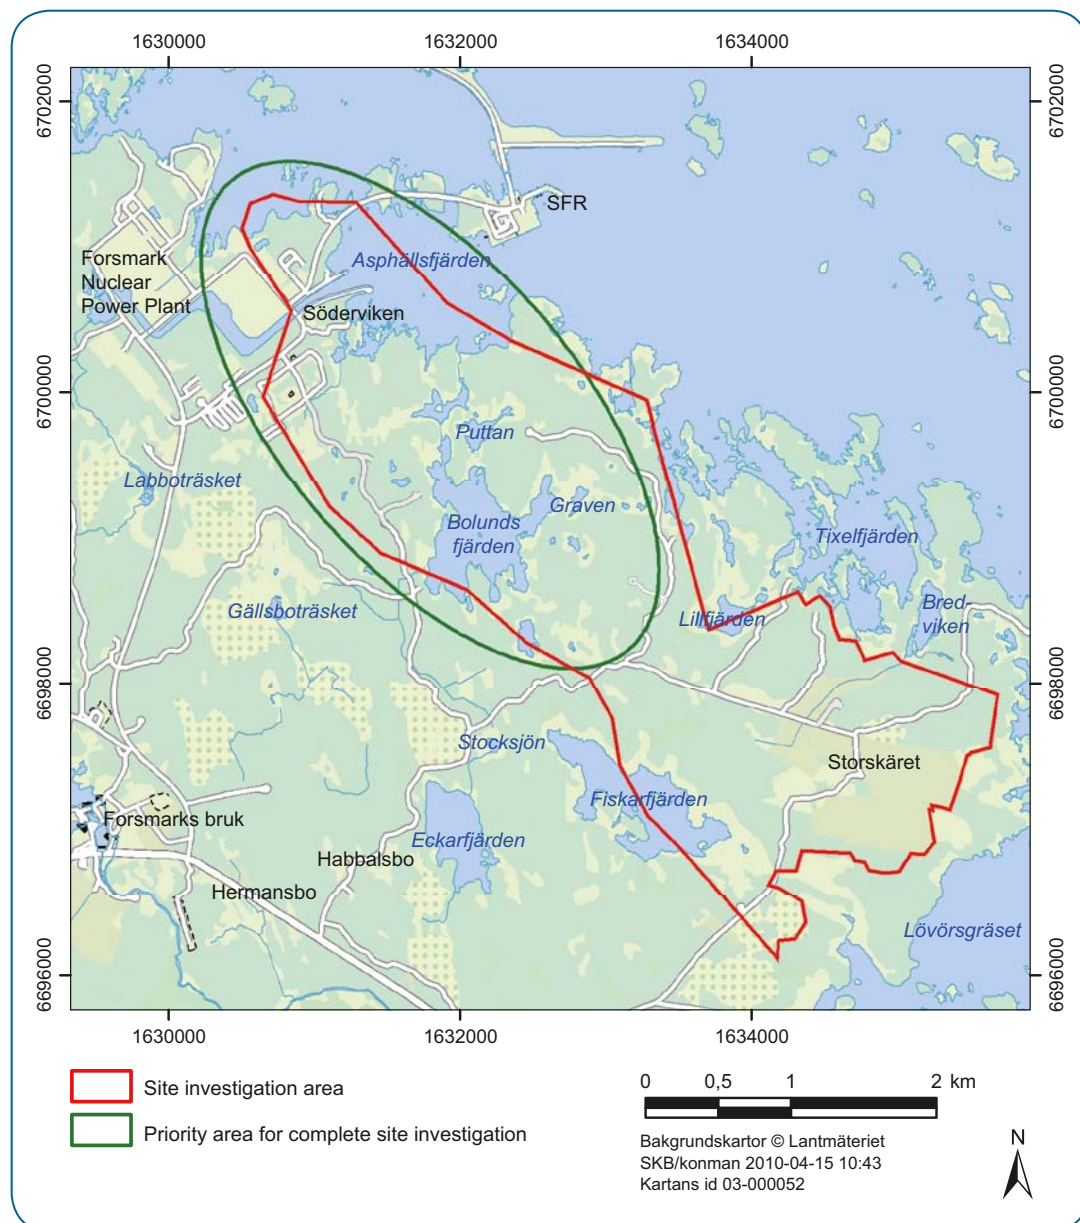 1630000
1632000
1634000
6702000
6702000
SFR
Forsmark
Nuclear
Power Plant
Asphällsfjärden
Söderviken
6700000
6700000
Puttan
Labboträsket
Graven
Bolunds
fjärden
Tixelfjärden
Gällsboträsket
Lillfjärden
Bred-
viken
6698000
6698000
Stocksjön
Storskäret
Fiskarfjärden
Forsmarks bruk
Eckarfjärden
Habbalsbo
Hermansbo
Lövörsgräset
6696000
6696000
1630000
1632000
1634000
Site investigation area
Priority area for complete site investigation
0 0,5 1 2 km
Bakgrundskartor © Lantmäteriet
SKB/konman 2010-04-15 10:43
Kartans id 03-000052
N